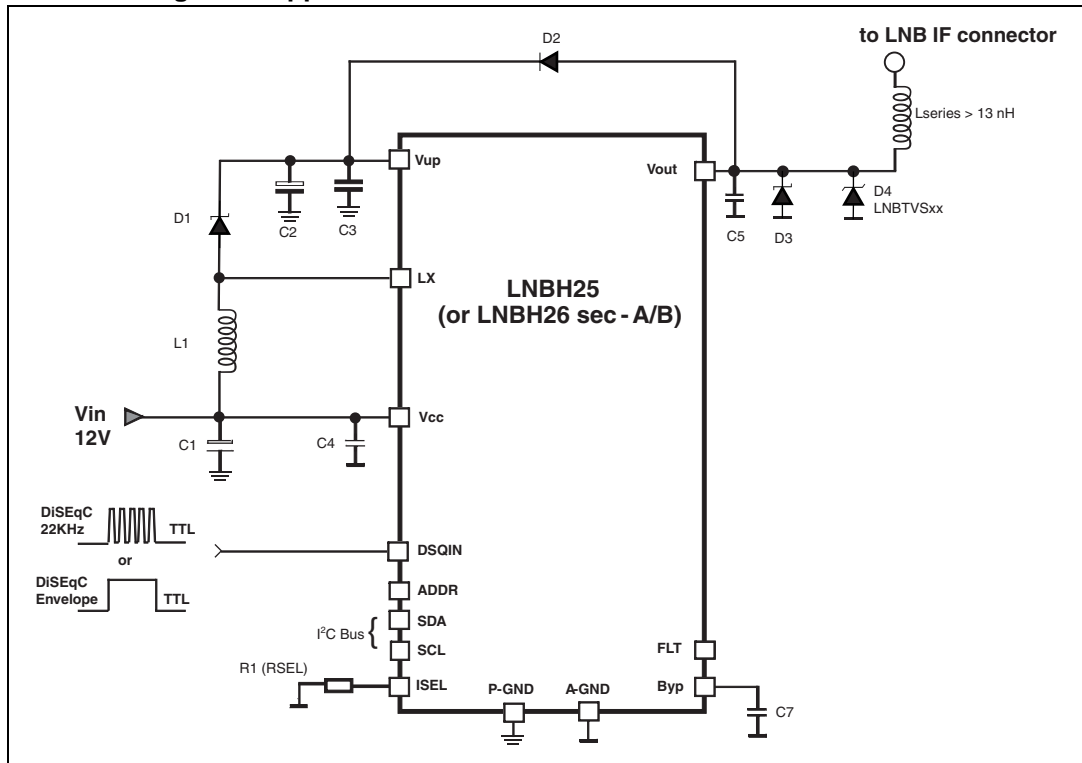 to LNB IF connector
D2
Lseries > 13 nH
Vup
Vout
D1
C2
C3
C5
D3
D4
LNBTVSxx
LX
LNBH25
(or LNBH26 sec - A/B)
L1
Vin
12V
Vcc
C1
C4
DiSEqC
22KHz
TTL
or
DiSEqC
Envelope
TTL
DSQIN
ADDR
SDA
I²C Bus {
SCL
FLT
R1 (RSEL)
ISEL
P-GND
A-GND
Byp
C7